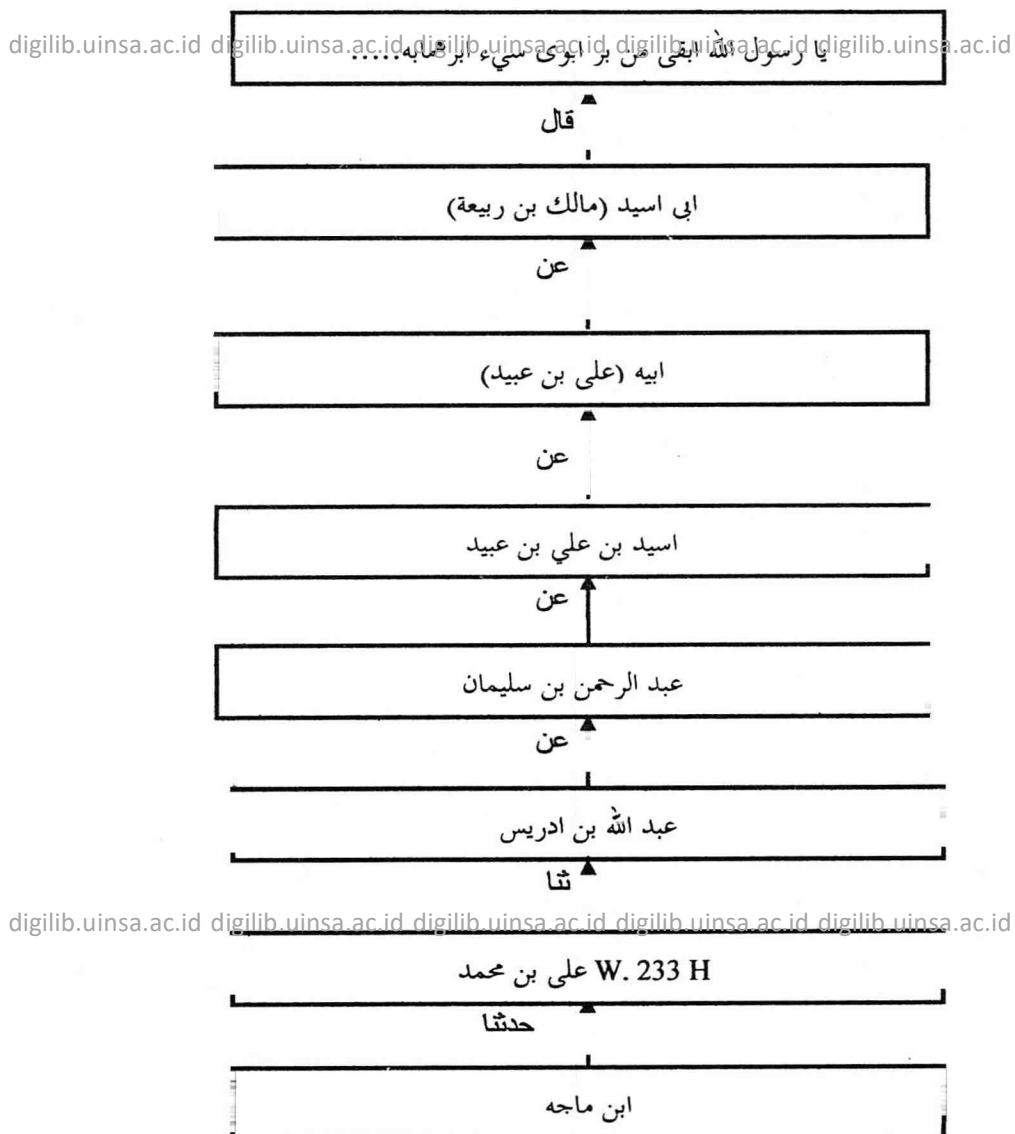 digilib.uinsa.ac.id digilib.uinsa.ac.id digilib.uinsa.ac.id digilib.uinsa.ac.id digilib.uinsa.ac.id
يا رسول الله ابقى من بر ابوى سيء ابر همابه.....
قال
ابى اسيد (مالك بن ربيعة)
عن
ابيه (على بن عبيد)
عن
اسيد بن علي بن عبيد
عن
عبد الرحمن بن سليمان
عن
عبد الله بن ادريس
ثنا
digilib.uinsa.ac.id digilib.uinsa.ac.id digilib.uinsa.ac.id digilib.uinsa.ac.id digilib.uinsa.ac.id
على بن محمد W. 233 H
حدثنا
ابن ماجه